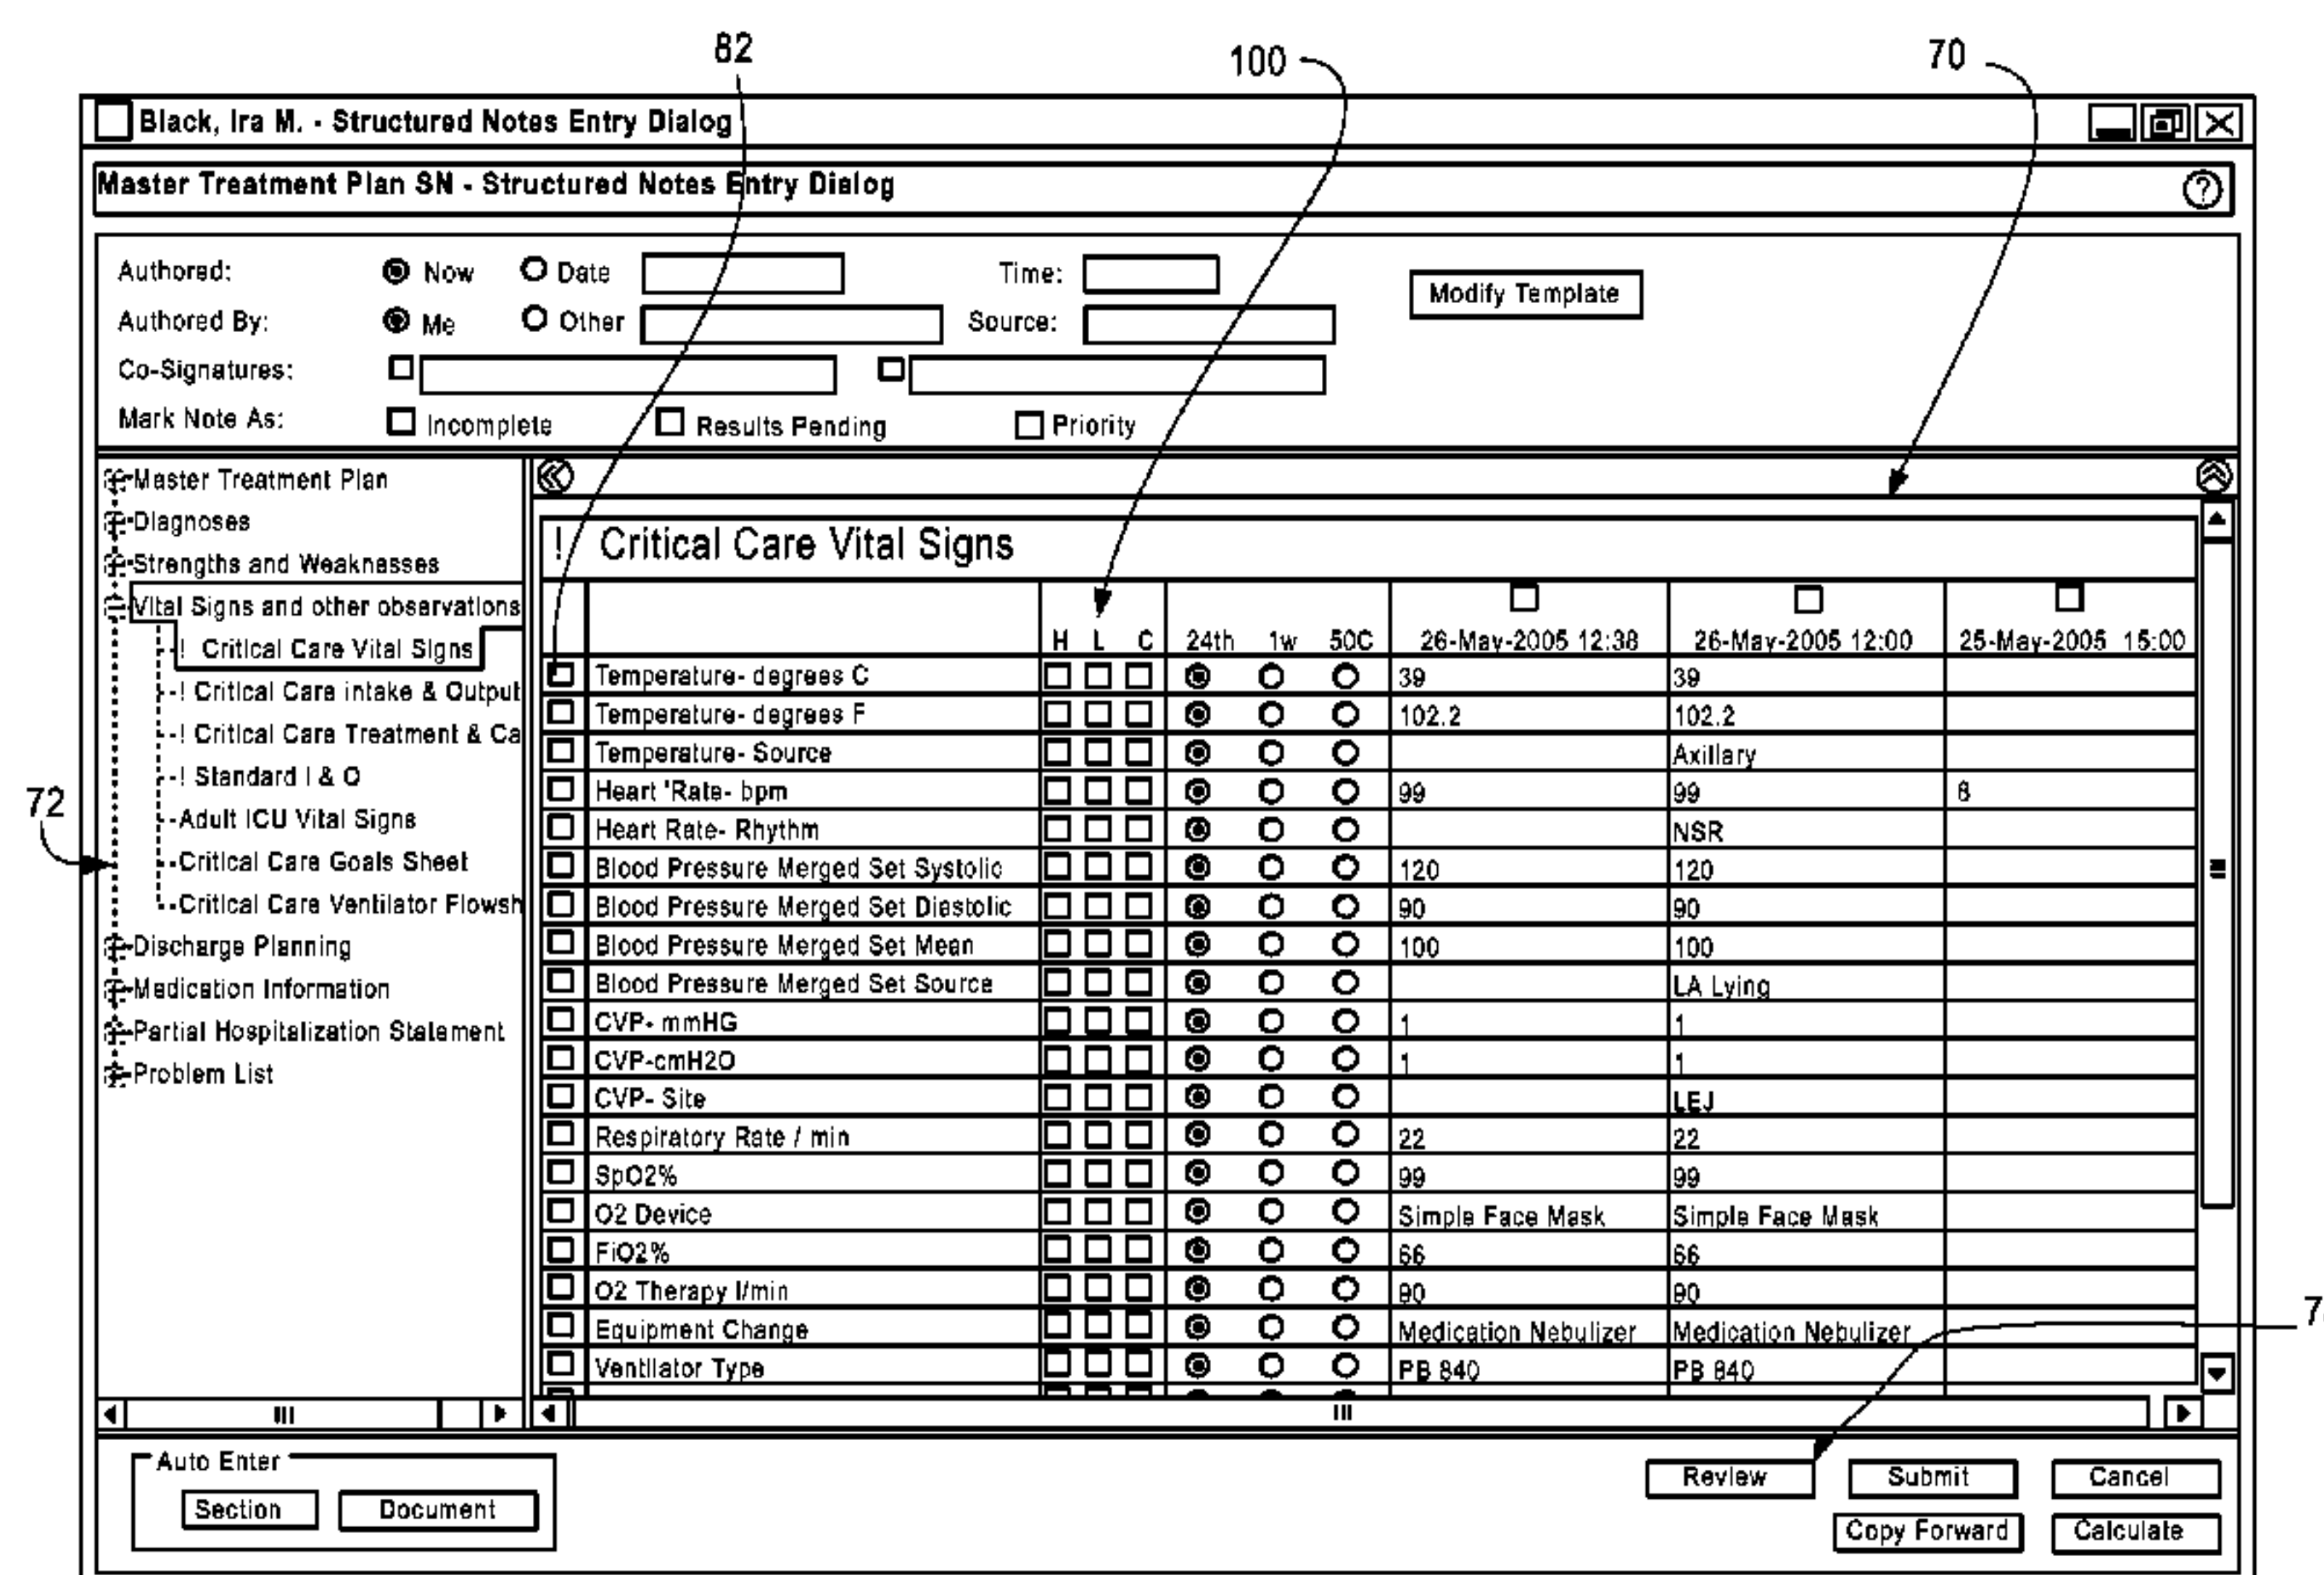 82 100 70
Black, Ira M. - Structured Notes Entry Dialog
Master Treatment Plan SN - Structured Notes Entry Dialog ?
Authored: Now Date Time: Modify Template
Authored By: Me Other Source:
Co-Signatures:
Mark Note As: Incomplete Results Pending Priority
Master Treatment Plan
Diagnoses
Strengths and Weaknesses
Vital Signs and other observations
! Critical Care Vital Signs
! Critical Care intake & Output
! Critical Care Treatment & Ca
! Standard I & O
Adult ICU Vital Signs
Critical Care Goals Sheet
Critical Care Ventilator Flowsh
Discharge Planning
Medication Information
Partial Hospitalization Statement
Problem List
72
! Critical Care Vital Signs
H L C 24th 1w 50C 26-May-2005 12:38 26-May-2005 12:00 25-May-2005 15:00
Temperature- degrees C 39 39
Temperature- degrees F 102.2 102.2
Temperature- Source Axillary
Heart 'Rate- bpm 99 99 6
Heart Rate- Rhythm NSR
Blood Pressure Merged Set Systolic 120 120
Blood Pressure Merged Set Diastolic 90 90
Blood Pressure Merged Set Mean 100 100
Blood Pressure Merged Set Source LA Lying
CVP- mmHG 1 1
CVP-cmH2O 1 1
CVP- Site LEJ
Respiratory Rate / min 22 22
SpO2% 99 99
O2 Device Simple Face Mask Simple Face Mask
FiO2% 66 66
O2 Therapy l/min 90 90
Equipment Change Medication Nebulizer Medication Nebulizer
Ventilator Type PB 840 PB 840
Auto Enter
Section Document
Review Submit Cancel
Copy Forward Calculate